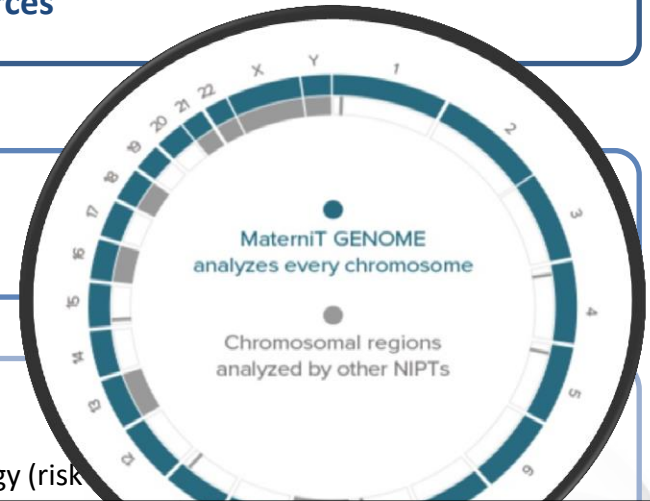 rces
X
Y
1
2
3
4
5
6
22
21
20
19
18
17
16
15
14
13
12
MaterniT GENOME
analyzes every chromosome
Chromosomal regions
analyzed by other NIPTs
gy (risk